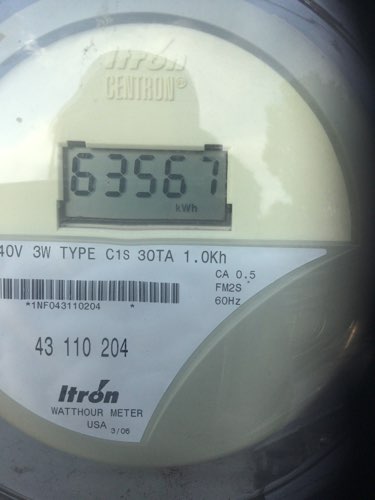 Itron
CENTRON®
63567
kWh
40V 3W TYPE C1S 30TA 1.0Kh
CA 0.5
FM2S
60Hz
*1NF043110204 *
43 110 204
Itron
WATTHOUR METER
USA 3/06